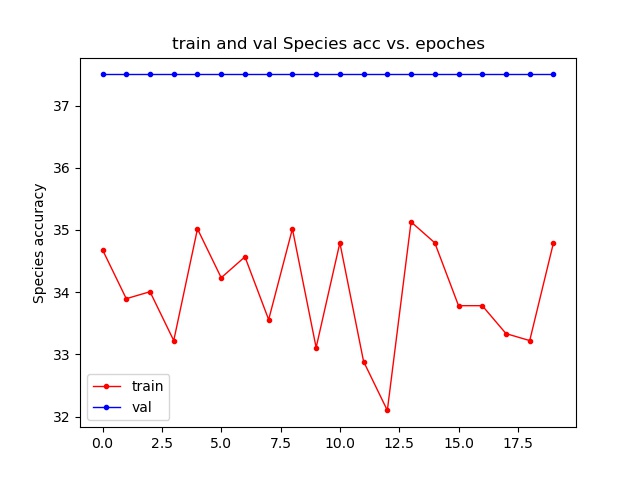 train and val Species acc vs. epoches
Species accuracy
37
36
35
34
33
32
train
val
0.0 2.5 5.0 7.5 10.0 12.5 15.0 17.5